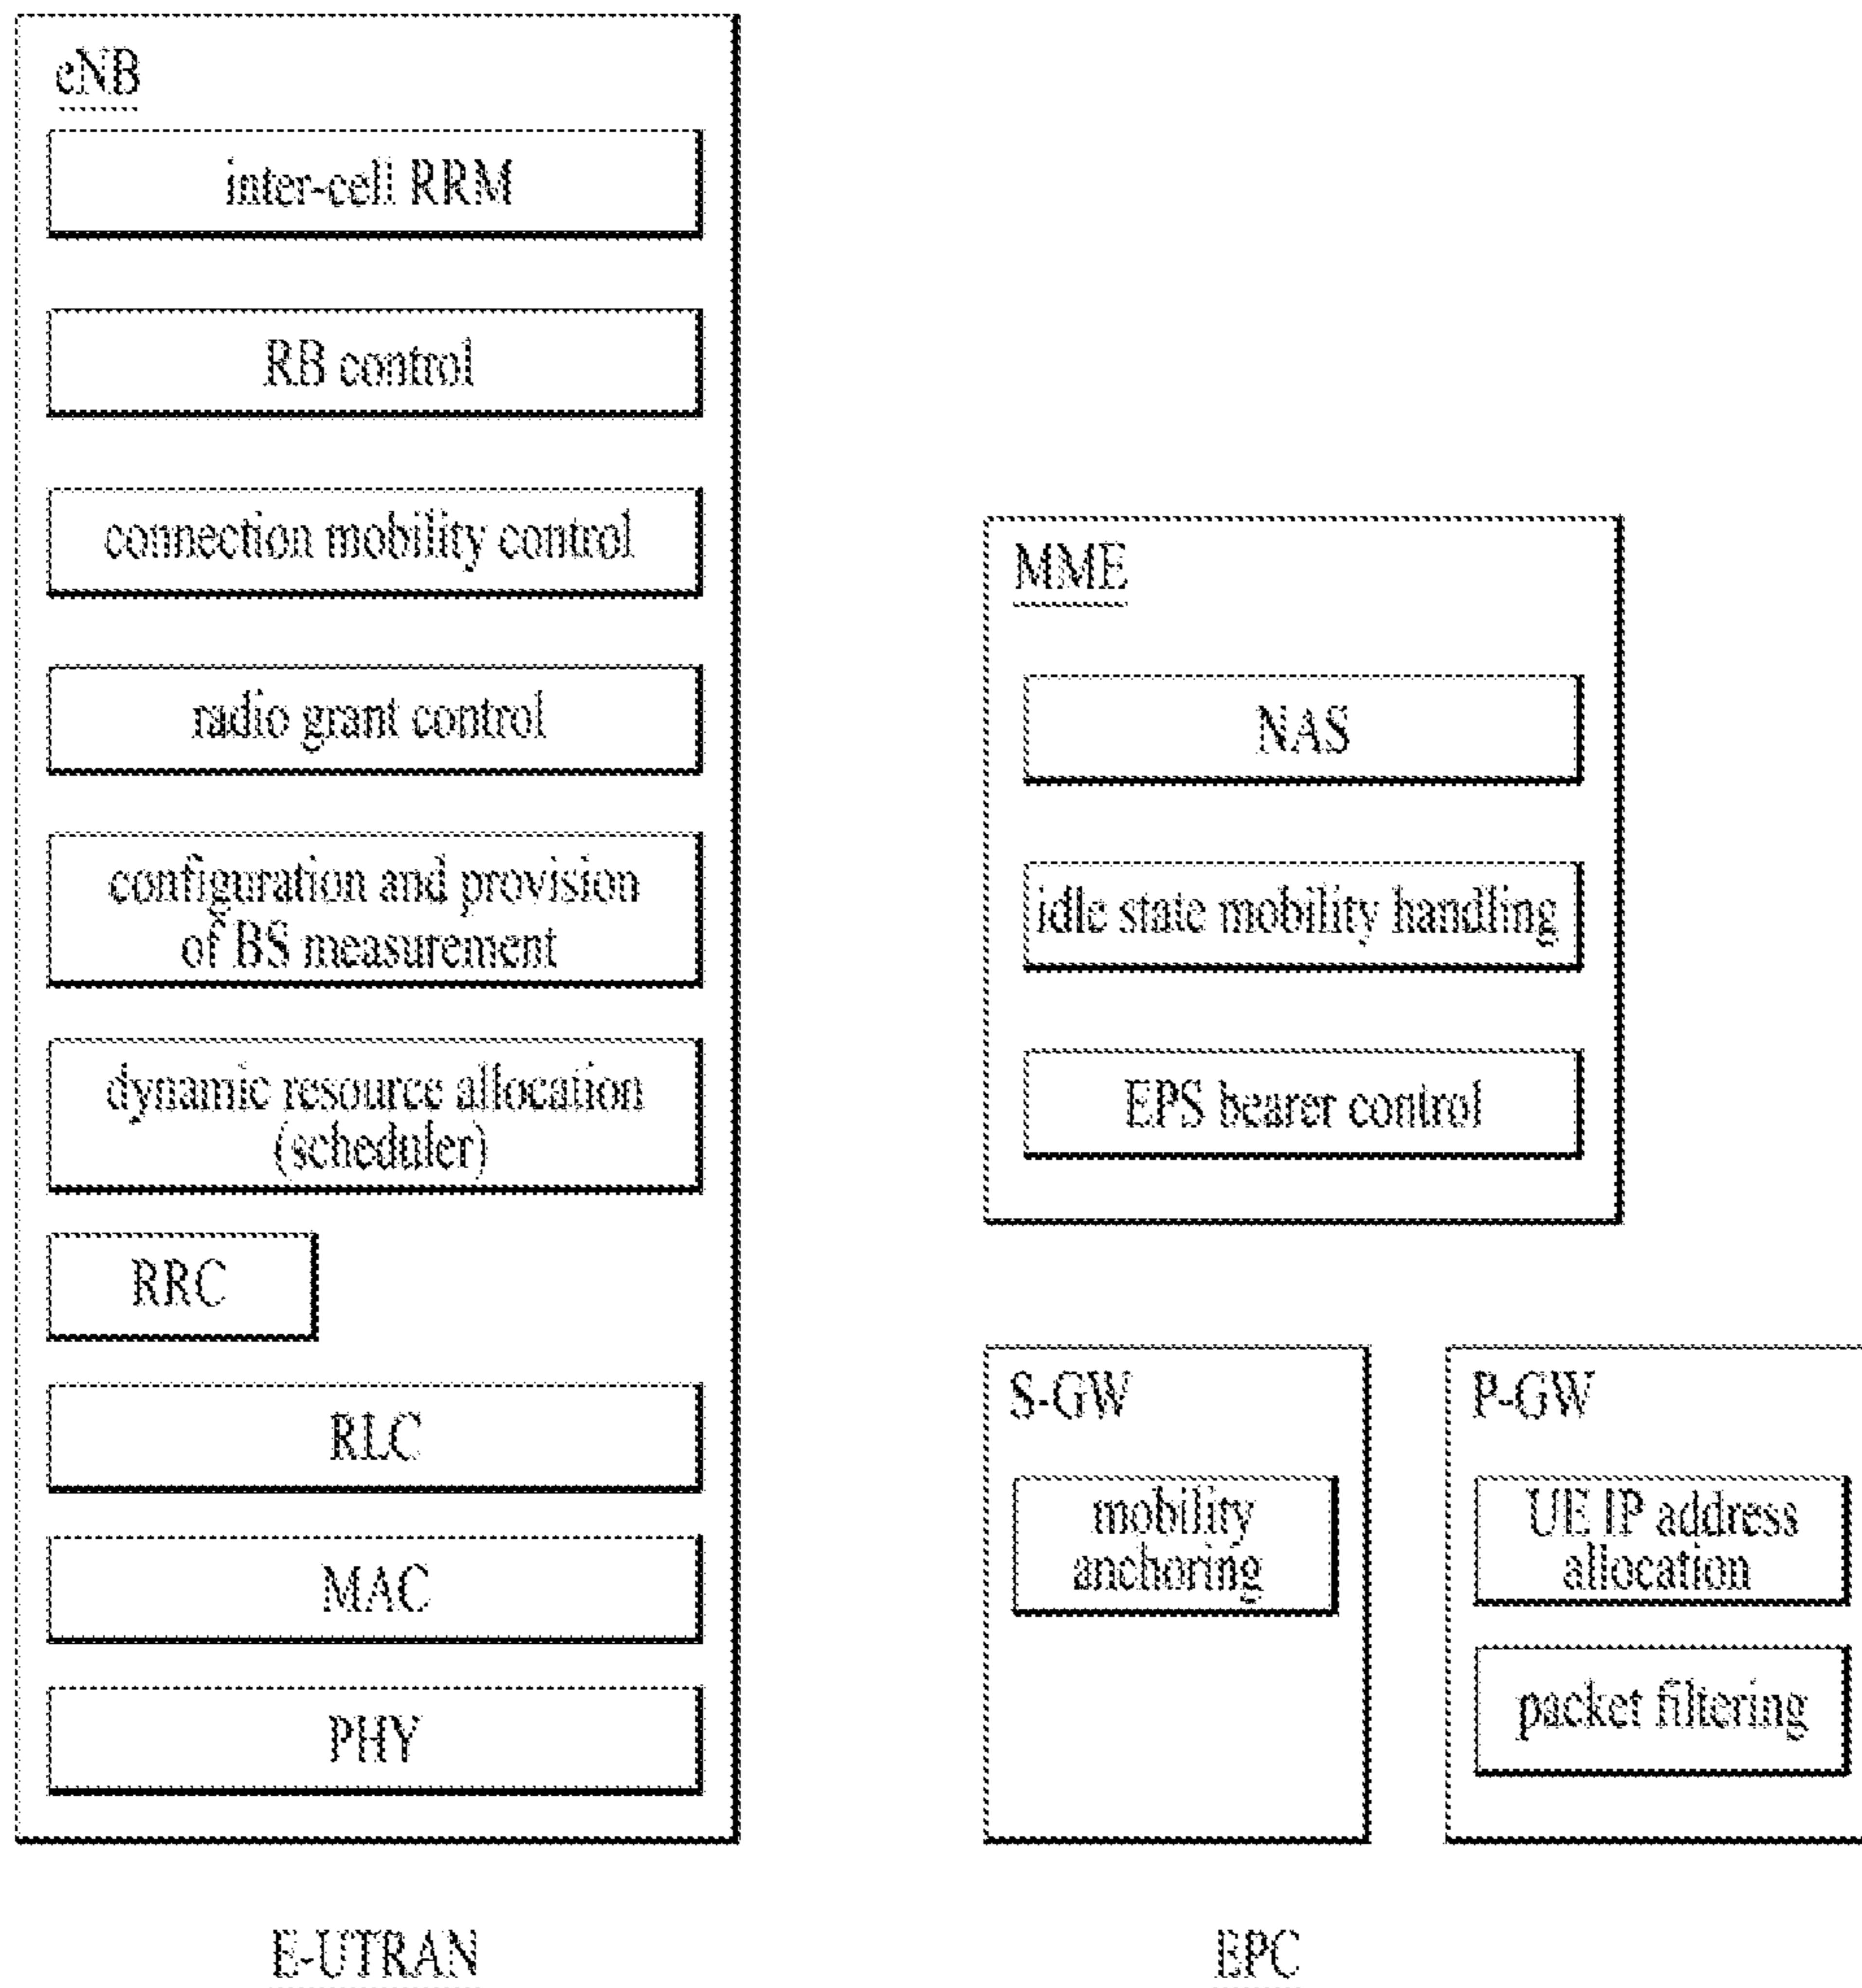 eNB
inter-cell RRM
RB control
connection mobility control
radio grant control
configuration and provision
of BS measurement
dynamic resource allocation
(scheduler)
RRC
RLC
MAC
PHY
E-UTRAN
MME
NAS
idle state mobility handling
EPS bearer control
S-GW
mobility
anchoring
P-GW
UE IP address
allocation
packet filtering
EPC